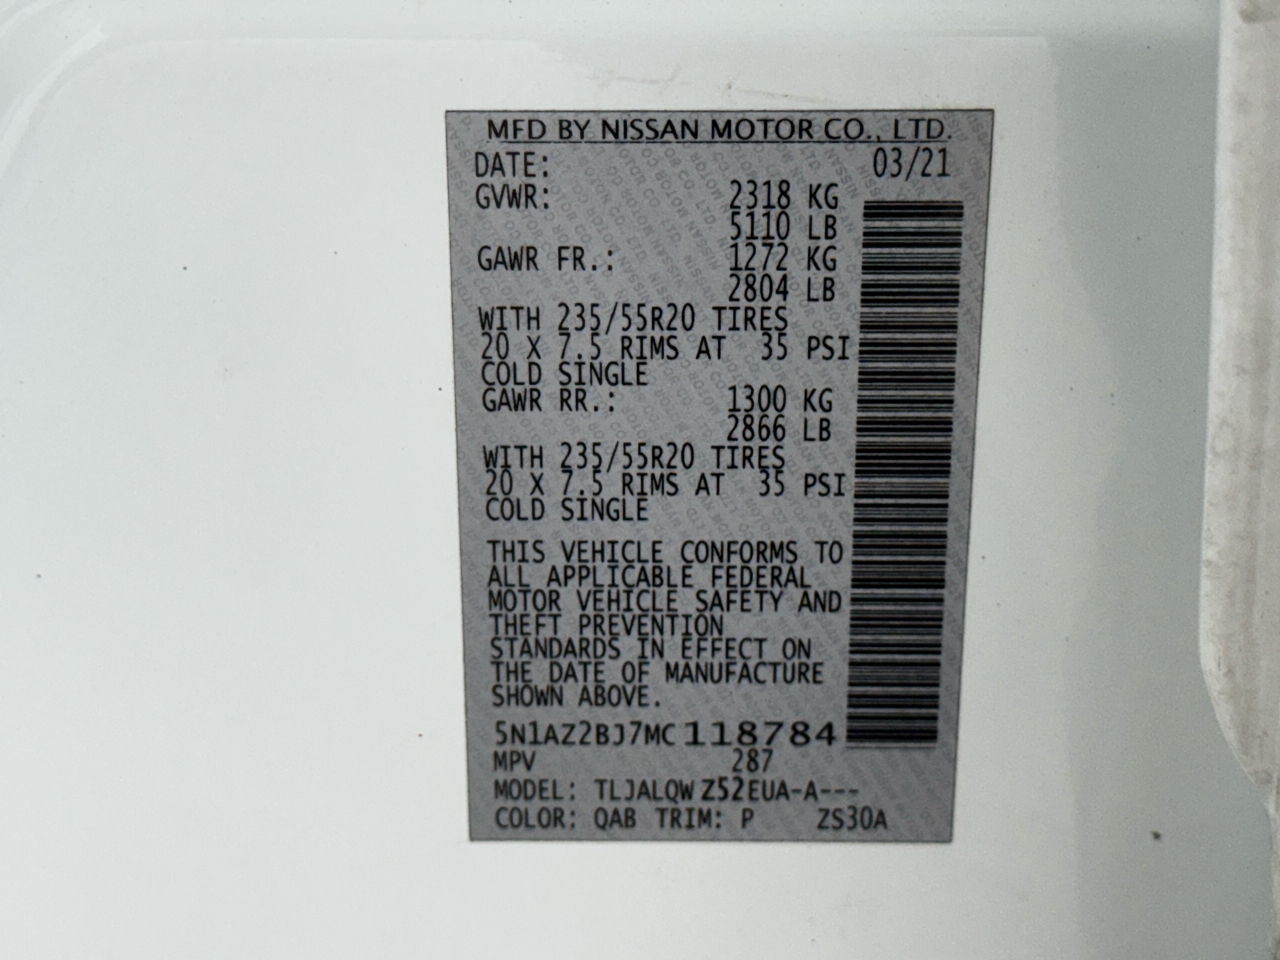 MFD BY NISSAN MOTOR CO., LTD.
DATE: 03/21
GVWR: 2318 KG
5110 LB
GAWR FR.: 1272 KG
2804 LB
WITH 235/55R20 TIRES
20 X 7.5 RIMS AT 35 PSI
COLD SINGLE
GAWR RR.: 1300 KG
2866 LB
WITH 235/55R20 TIRES
20 X 7.5 RIMS AT 35 PSI
COLD SINGLE
THIS VEHICLE CONFORMS TO
ALL APPLICABLE FEDERAL
MOTOR VEHICLE SAFETY AND
THEFT PREVENTION
STANDARDS IN EFFECT ON
THE DATE OF MANUFACTURE
SHOWN ABOVE.
5N1AZ2BJ7MC118784
MPV 287
MODEL: TLJALQW Z52EUA-A---
COLOR: QAB TRIM: P ZS30A